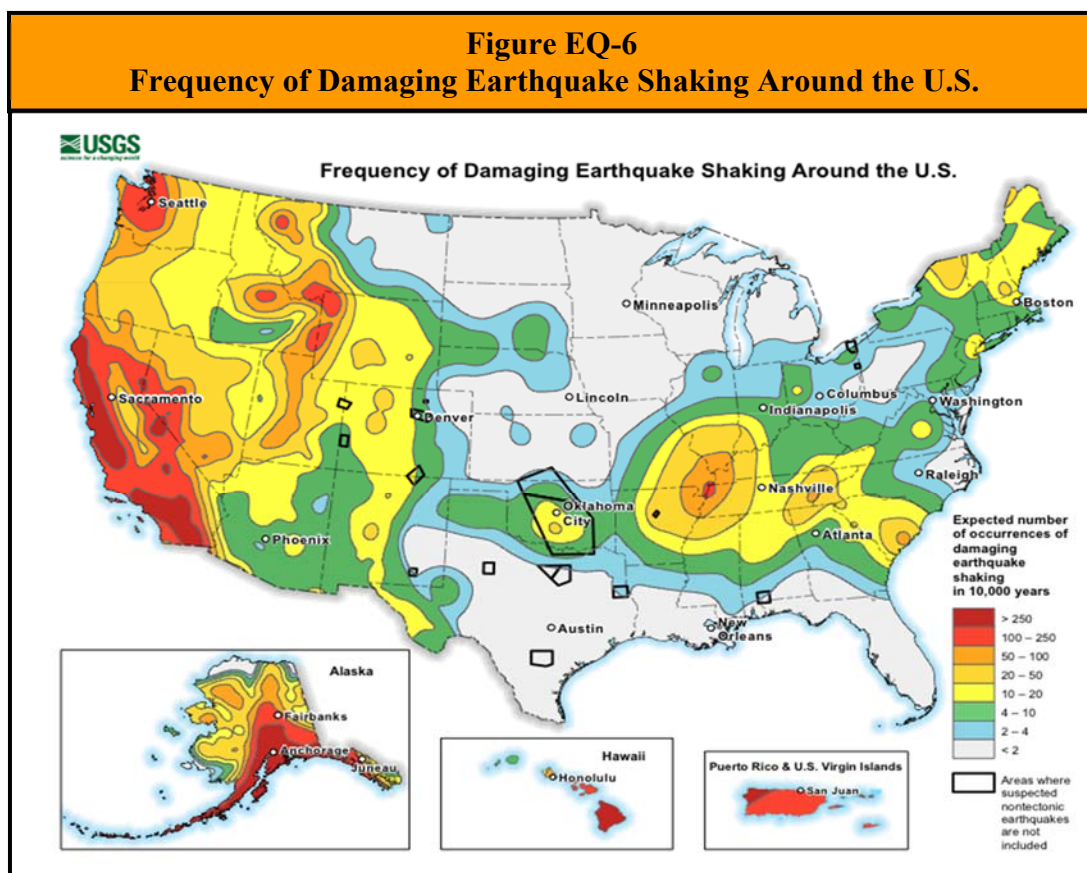 Figure EQ-6
Frequency of Damaging Earthquake Shaking Around the U.S.
USGS
science for a changing world
Frequency of Damaging Earthquake Shaking Around the U.S.
Seattle
Minneapolis
Boston
Sacramento
Denver
Lincoln
Columbus
Indianapolis
Washington
Raleigh
Nashville
Oklahoma
City
Phoenix
Atlanta
Austin
New
Orleans
Expected number
of occurrences of
damaging
earthquake
shaking
in 10,000 years
> 250
100 – 250
50 – 100
20 – 50
10 – 20
4 – 10
2 – 4
< 2
Areas where
suspected
nontectonic
earthquakes
are not
included
Alaska
Fairbanks
Anchorage
Juneau
Hawaii
Honolulu
Puerto Rico & U.S. Virgin Islands
San Juan